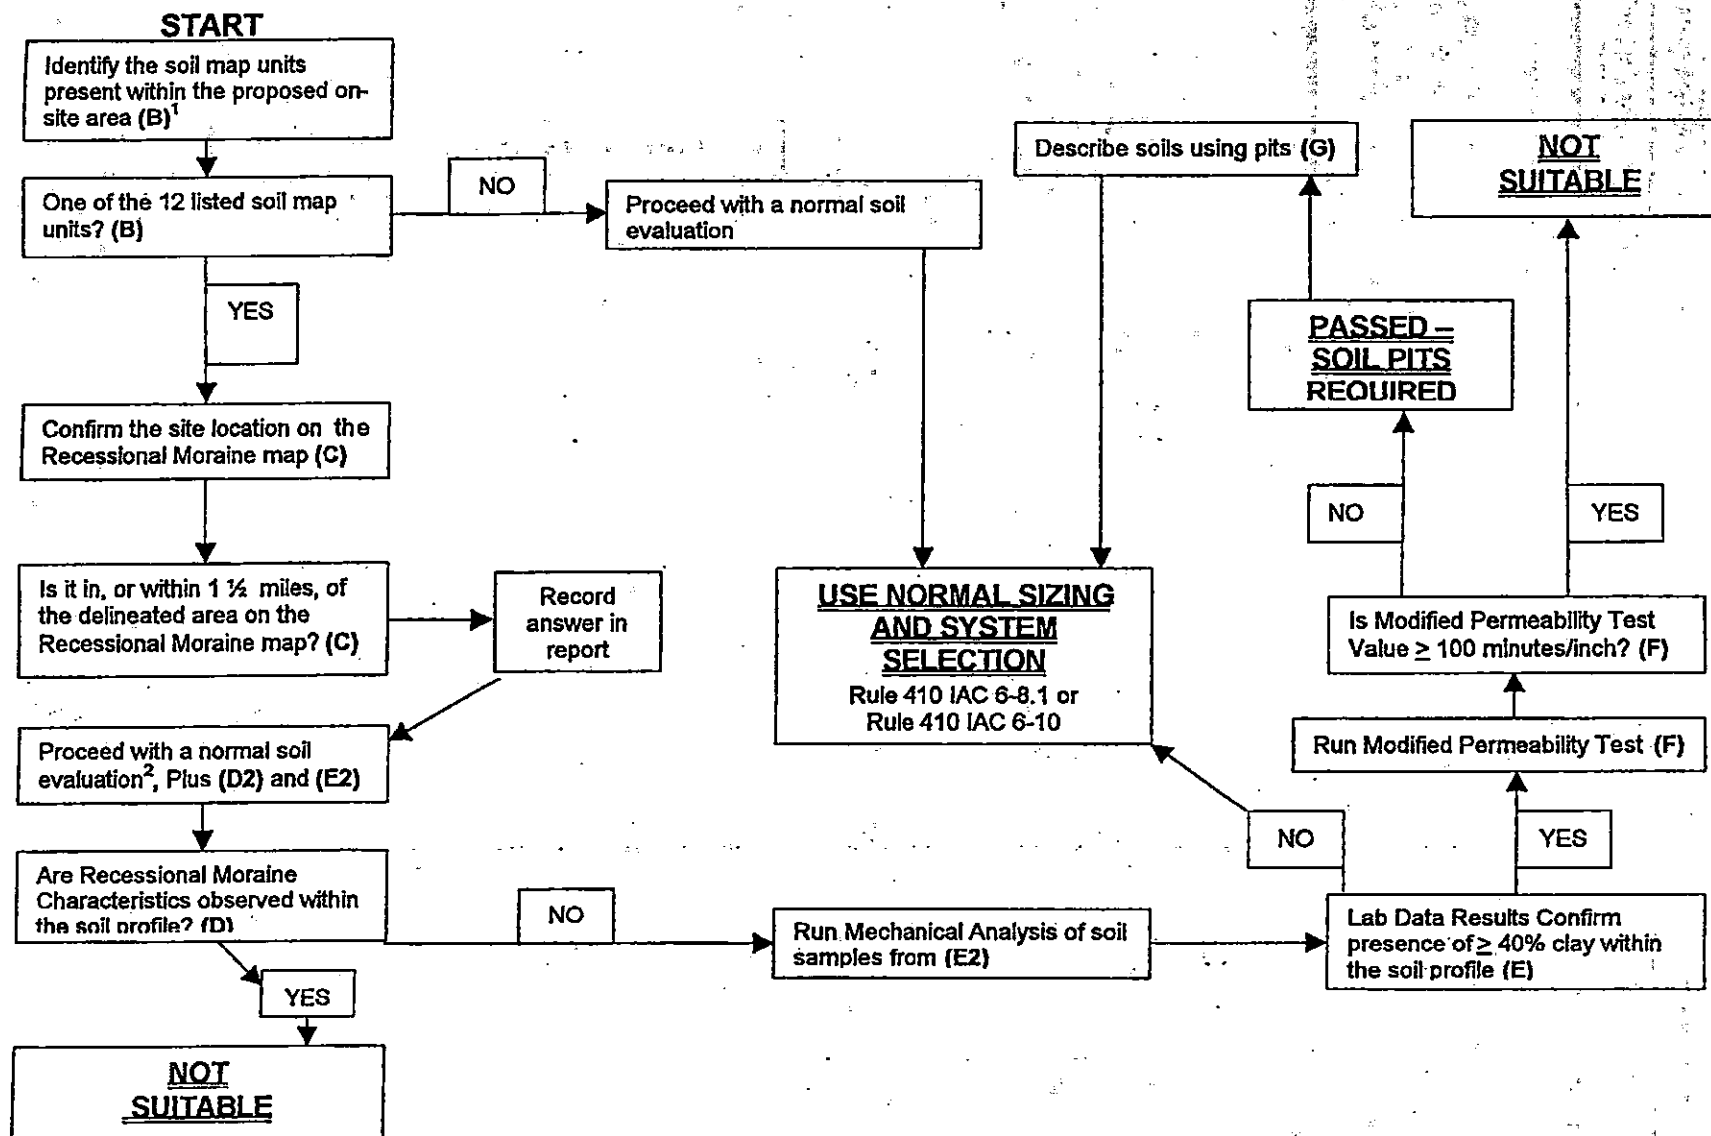 START
Identify the soil map units
present within the proposed on-
site area (B)¹
One of the 12 listed soil map
units? (B)
NO
Proceed with a normal soil
evaluation
YES
Confirm the site location on the
Recessional Moraine map (C)
Is it in, or within 1 ½ miles, of
the delineated area on the
Recessional Moraine map? (C)
Record
answer in
report
Proceed with a normal soil
evaluation², Plus (D2) and (E2)
Are Recessional Moraine
Characteristics observed within
the soil profile? (D)
YES
NOT
SUITABLE
NO
Run Mechanical Analysis of soil
samples from (E2)
Lab Data Results Confirm
presence of ≥ 40% clay within
the soil profile (E)
NO
YES
USE NORMAL SIZING
AND SYSTEM
SELECTION
Rule 410 IAC 6-8.1 or
Rule 410 IAC 6-10
Run Modified Permeability Test (F)
Is Modified Permeability Test
Value ≥ 100 minutes/inch? (F)
NO
YES
PASSED –
SOIL PITS
REQUIRED
Describe soils using pits (G)
NOT
SUITABLE